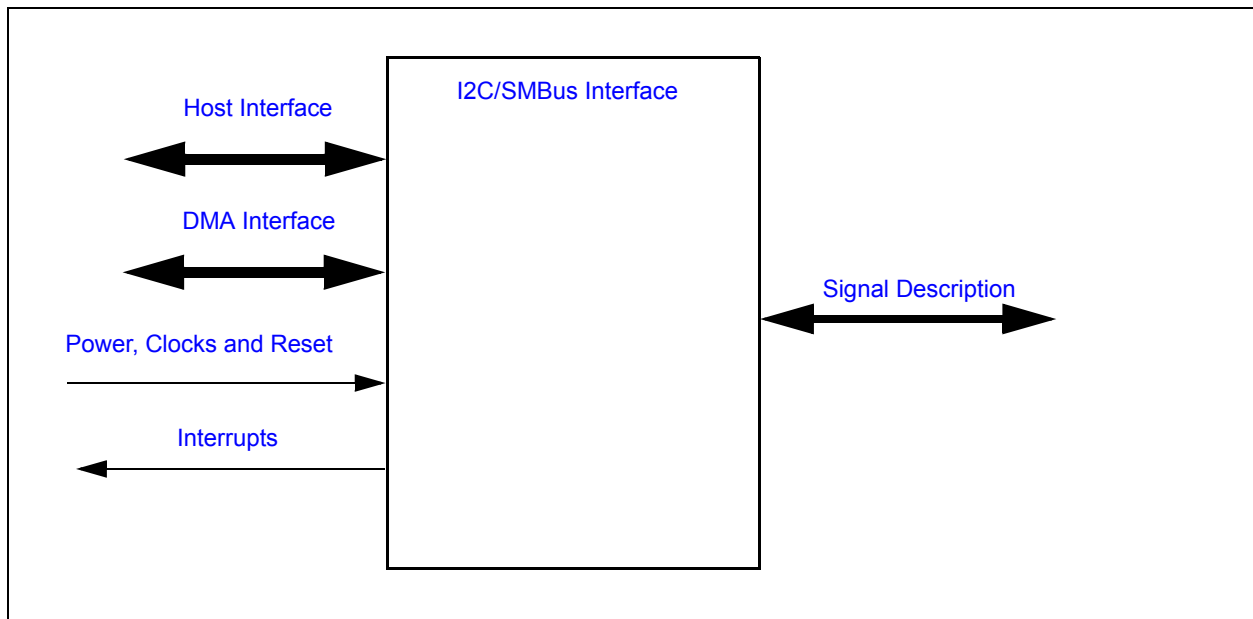 I2C/SMBus Interface
Host Interface
DMA Interface
Signal Description
Power, Clocks and Reset
Interrupts